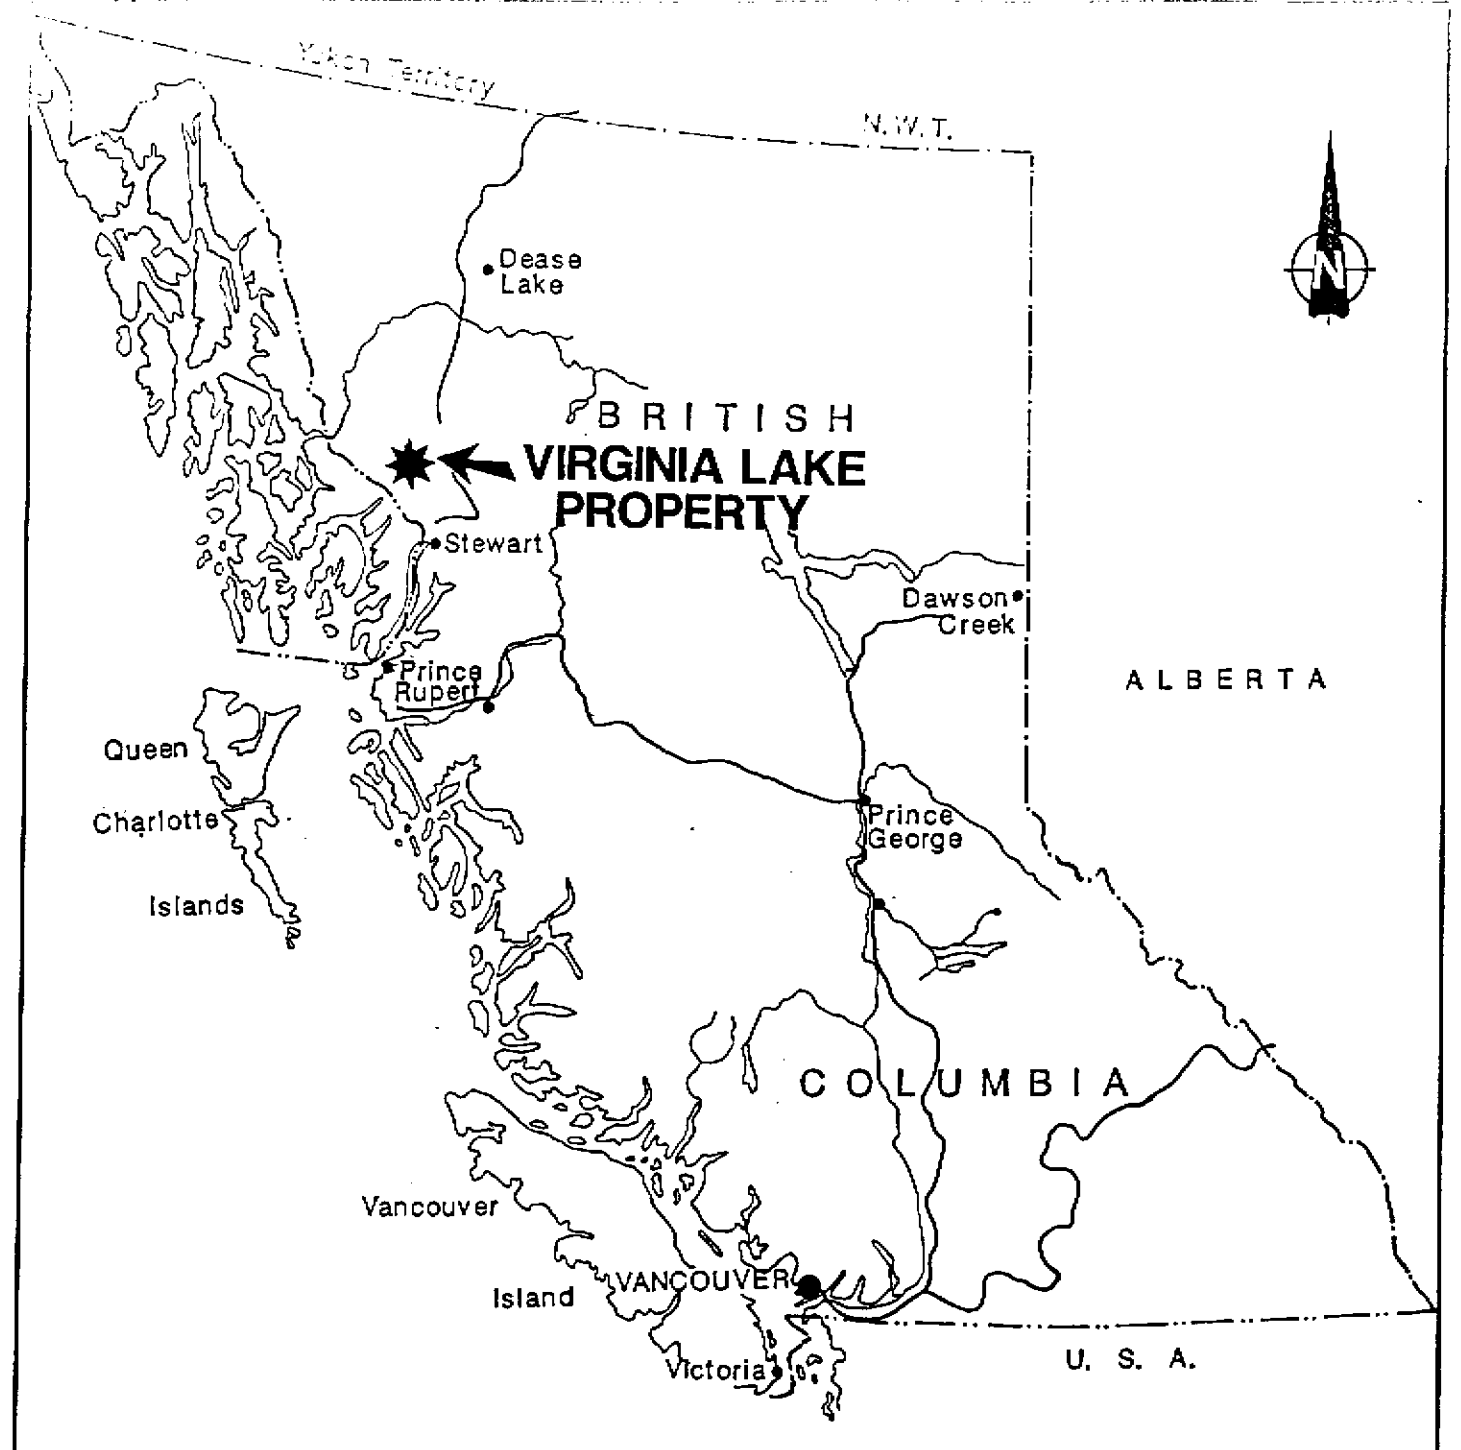 Yukon Territory
N.W.T.
N
Dease
Lake
BRITISH
VIRGINIA LAKE
PROPERTY
Stewart
Dawson
Creek
Prince
Rupert
ALBERTA
Queen
Charlotte
Islands
Prince
George
COLUMBIA
Vancouver
Island
VANCOUVER
Victoria
U. S. A.